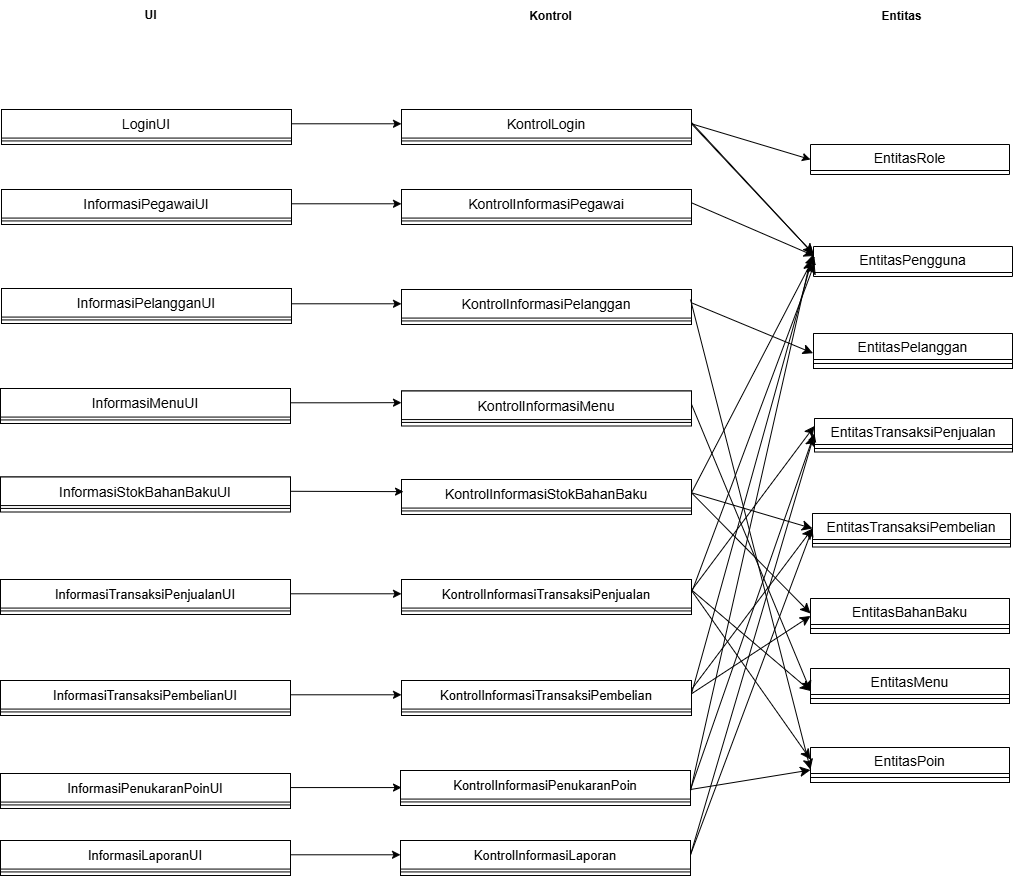 UI
Kontrol
Entitas
LoginUI
KontrolLogin
EntitasRole
InformasiPegawaiUI
KontrolInformasiPegawai
EntitasPengguna
InformasiPelangganUI
KontrolInformasiPelanggan
EntitasPelanggan
InformasiMenuUI
KontrolInformasiMenu
EntitasTransaksiPenjualan
InformasiStokBahanBakuUI
KontrolInformasiStokBahanBaku
EntitasTransaksiPembelian
InformasiTransaksiPenjualanUI
KontrolInformasiTransaksiPenjualan
EntitasBahanBaku
InformasiTransaksiPembelianUI
KontrolInformasiTransaksiPembelian
EntitasMenu
InformasiPenukaranPoinUI
KontrolInformasiPenukaranPoin
EntitasPoin
InformasiLaporanUI
KontrolInformasiLaporan